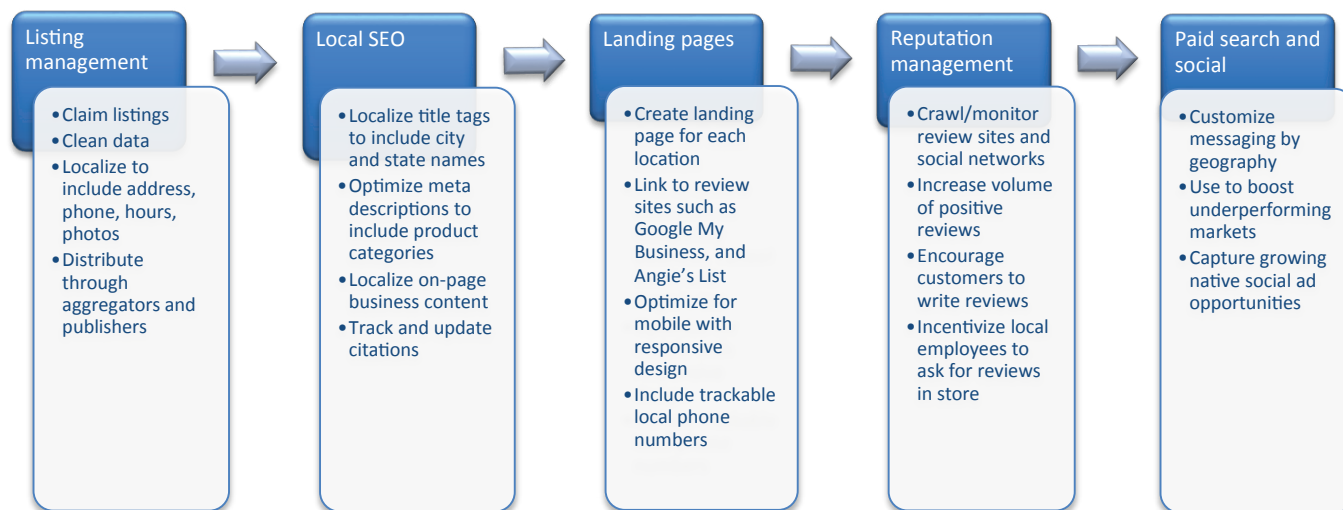 Listing
management
• Claim listings
• Clean data
• Localize to
include address,
phone, hours,
photos
• Distribute
through
aggregators and
publishers
Local SEO
• Localize title tags
to include city
and state names
• Optimize meta
descriptions to
include product
categories
• Localize on-page
business content
• Track and update
citations
Landing pages
• Create landing
page for each
location
• Link to review
sites such as
Google My
Business, and
Angie's List
• Optimize for
mobile with
responsive
design
• Include trackable
local phone
numbers
Reputation
management
• Crawl/monitor
review sites and
social networks
• Increase volume
of positive
reviews
• Encourage
customers to
write reviews
• Incentivize local
employees to
ask for reviews
in store
Paid search and
social
• Customize
messaging by
geography
• Use to boost
underperforming
markets
• Capture growing
native social ad
opportunities